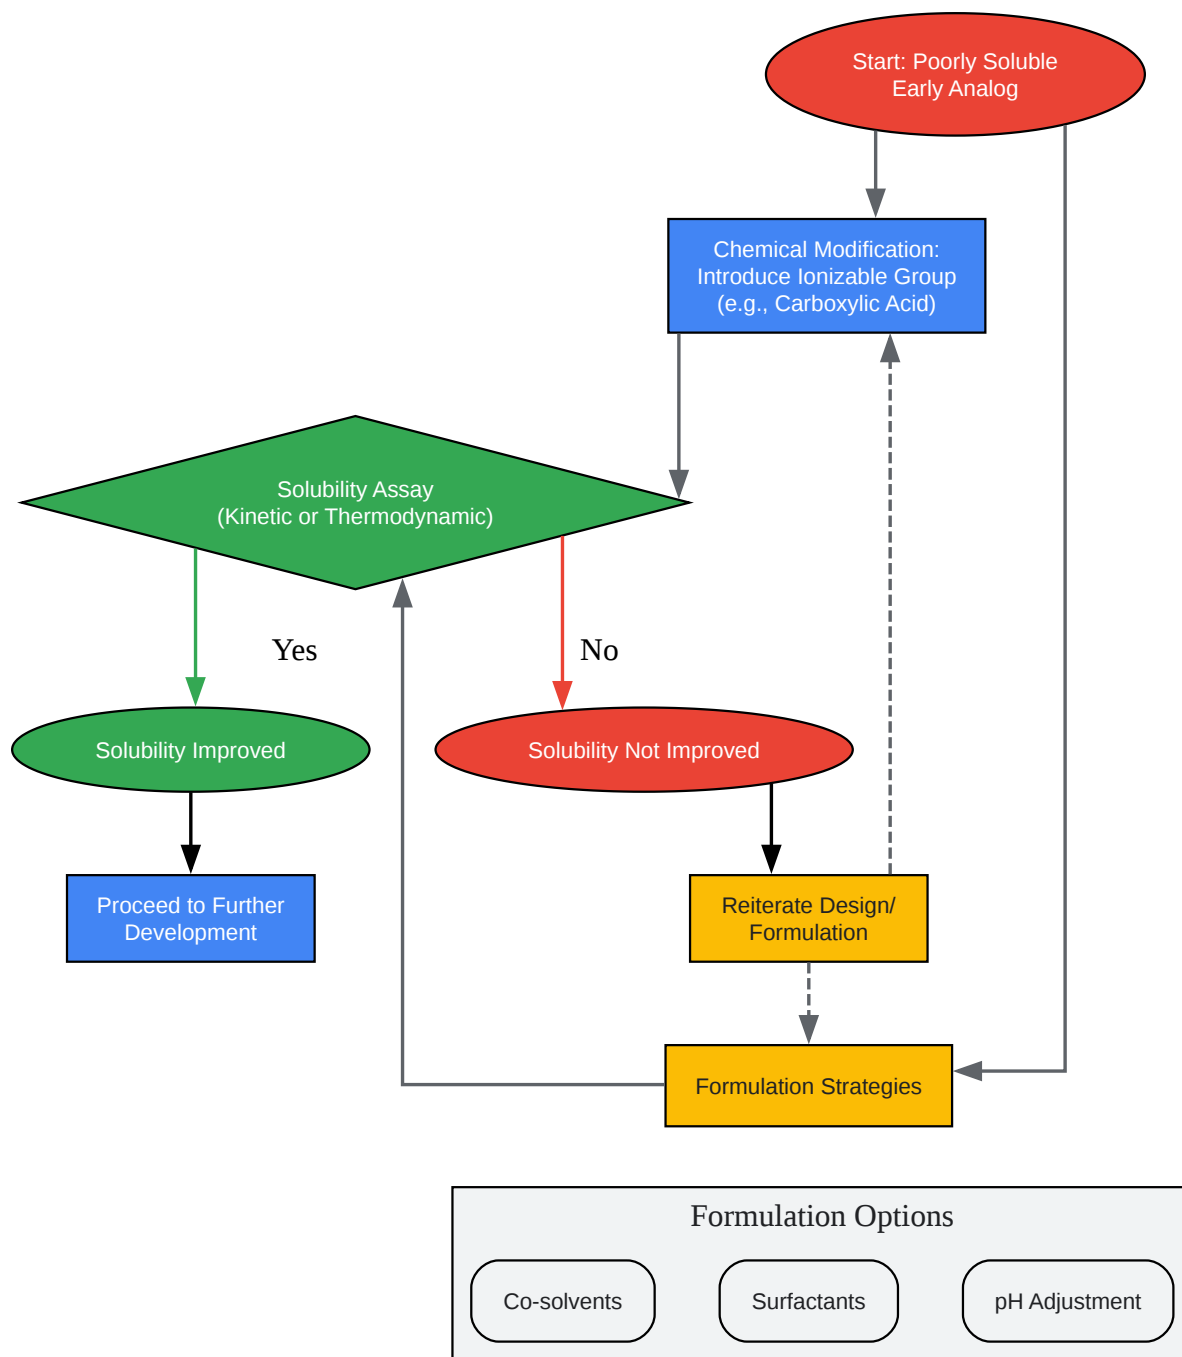 Start: Poorly Soluble
Early Analog
Chemical Modification:
Introduce Ionizable Group
(e.g., Carboxylic Acid)
Solubility Assay
(Kinetic or Thermodynamic)
Yes
No
Solubility Improved
Solubility Not Improved
Proceed to Further
Development
Reiterate Design/
Formulation
Formulation Strategies
Formulation Options
Co-solvents
Surfactants
pH Adjustment